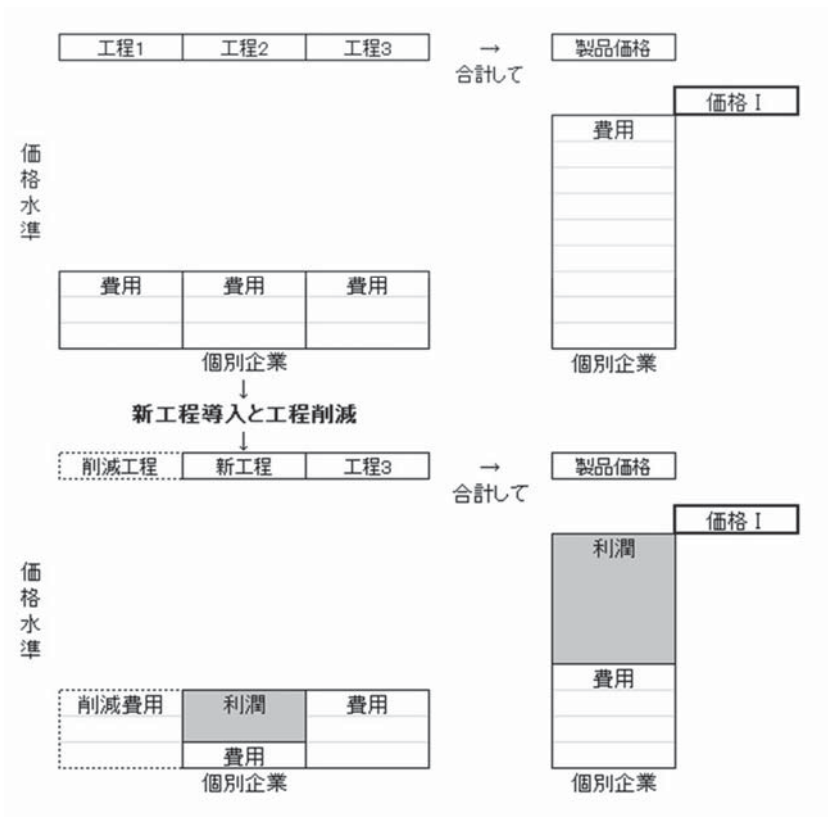 工程1 工程2 工程3 → 製品価格
合計して
価格Ⅰ
費用
価格水準
費用 費用 費用
個別企業 個別企業
↓
新工程導入と工程削減
↓
削減工程 新工程 工程3 → 製品価格
合計して
価格Ⅰ
利潤
価格水準
費用
削減費用 利潤 費用
費用
個別企業 個別企業